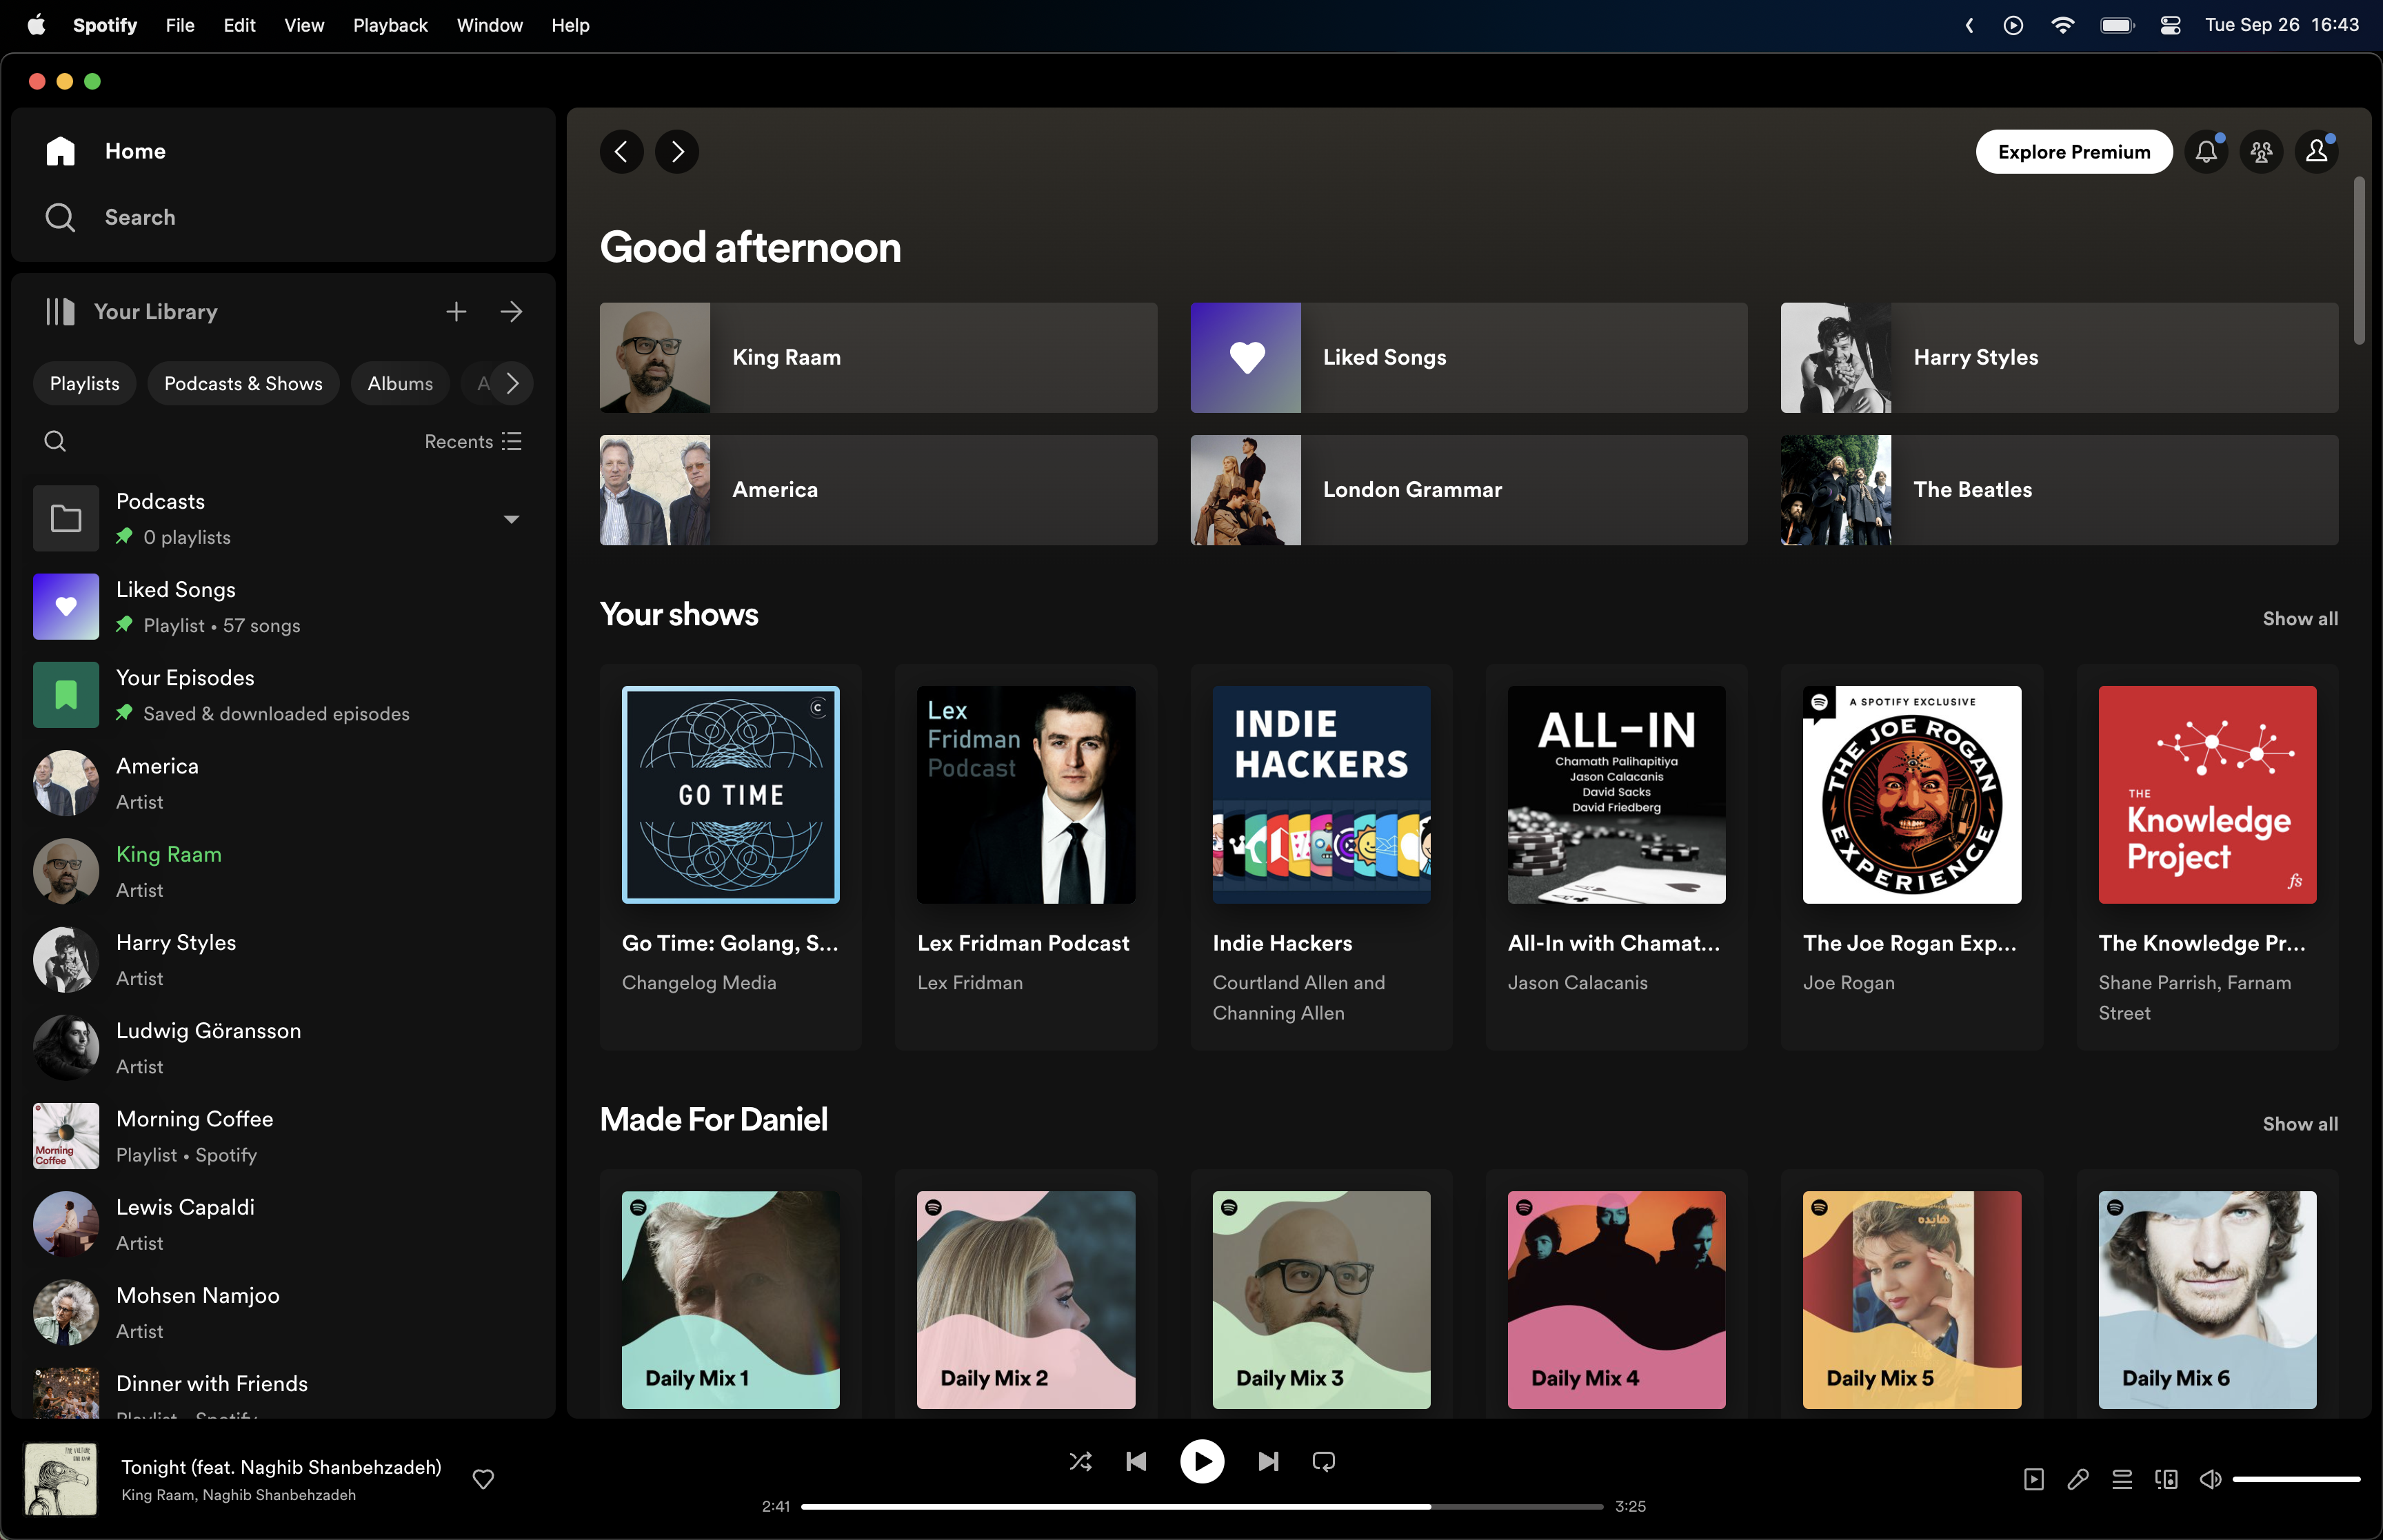 Spotify File Edit View Playback Window Help
Tue Sep 26 16:43
Home
Search
Your Library
Playlists Podcasts & Shows Albums A
Recents
Podcasts
0 playlists
Liked Songs
Playlist • 57 songs
Your Episodes
Saved & downloaded episodes
America
Artist
King Raam
Artist
Harry Styles
Artist
Ludwig Göransson
Artist
Morning
Coffee
Morning Coffee
Playlist • Spotify
Lewis Capaldi
Artist
Mohsen Namjoo
Artist
Dinner with Friends
Playlist • Spotify
Explore Premium
Good afternoon
King Raam
Liked Songs
Harry Styles
America
London Grammar
The Beatles
Your shows
Show all
GO TIME
Go Time: Golang, S...
Changelog Media
Lex
Fridman
Podcast
Lex Fridman Podcast
Lex Fridman
INDIE
HACKERS
Indie Hackers
Courtland Allen and
Channing Allen
ALL-IN
Chamath Palihapitiya
Jason Calacanis
David Sacks
David Friedberg
All-In with Chamat...
Jason Calacanis
A SPOTIFY EXCLUSIVE
THE JOE ROGAN
EXPERIENCE
The Joe Rogan Exp...
Joe Rogan
THE
Knowledge
Project
fs
The Knowledge Pr...
Shane Parrish, Farnam
Street
Made For Daniel
Show all
Daily Mix 1
Daily Mix 2
Daily Mix 3
Daily Mix 4
هایده
Daily Mix 5
Daily Mix 6
Tonight (feat. Naghib Shanbehzadeh)
King Raam, Naghib Shanbehzadeh
2:41
3:25